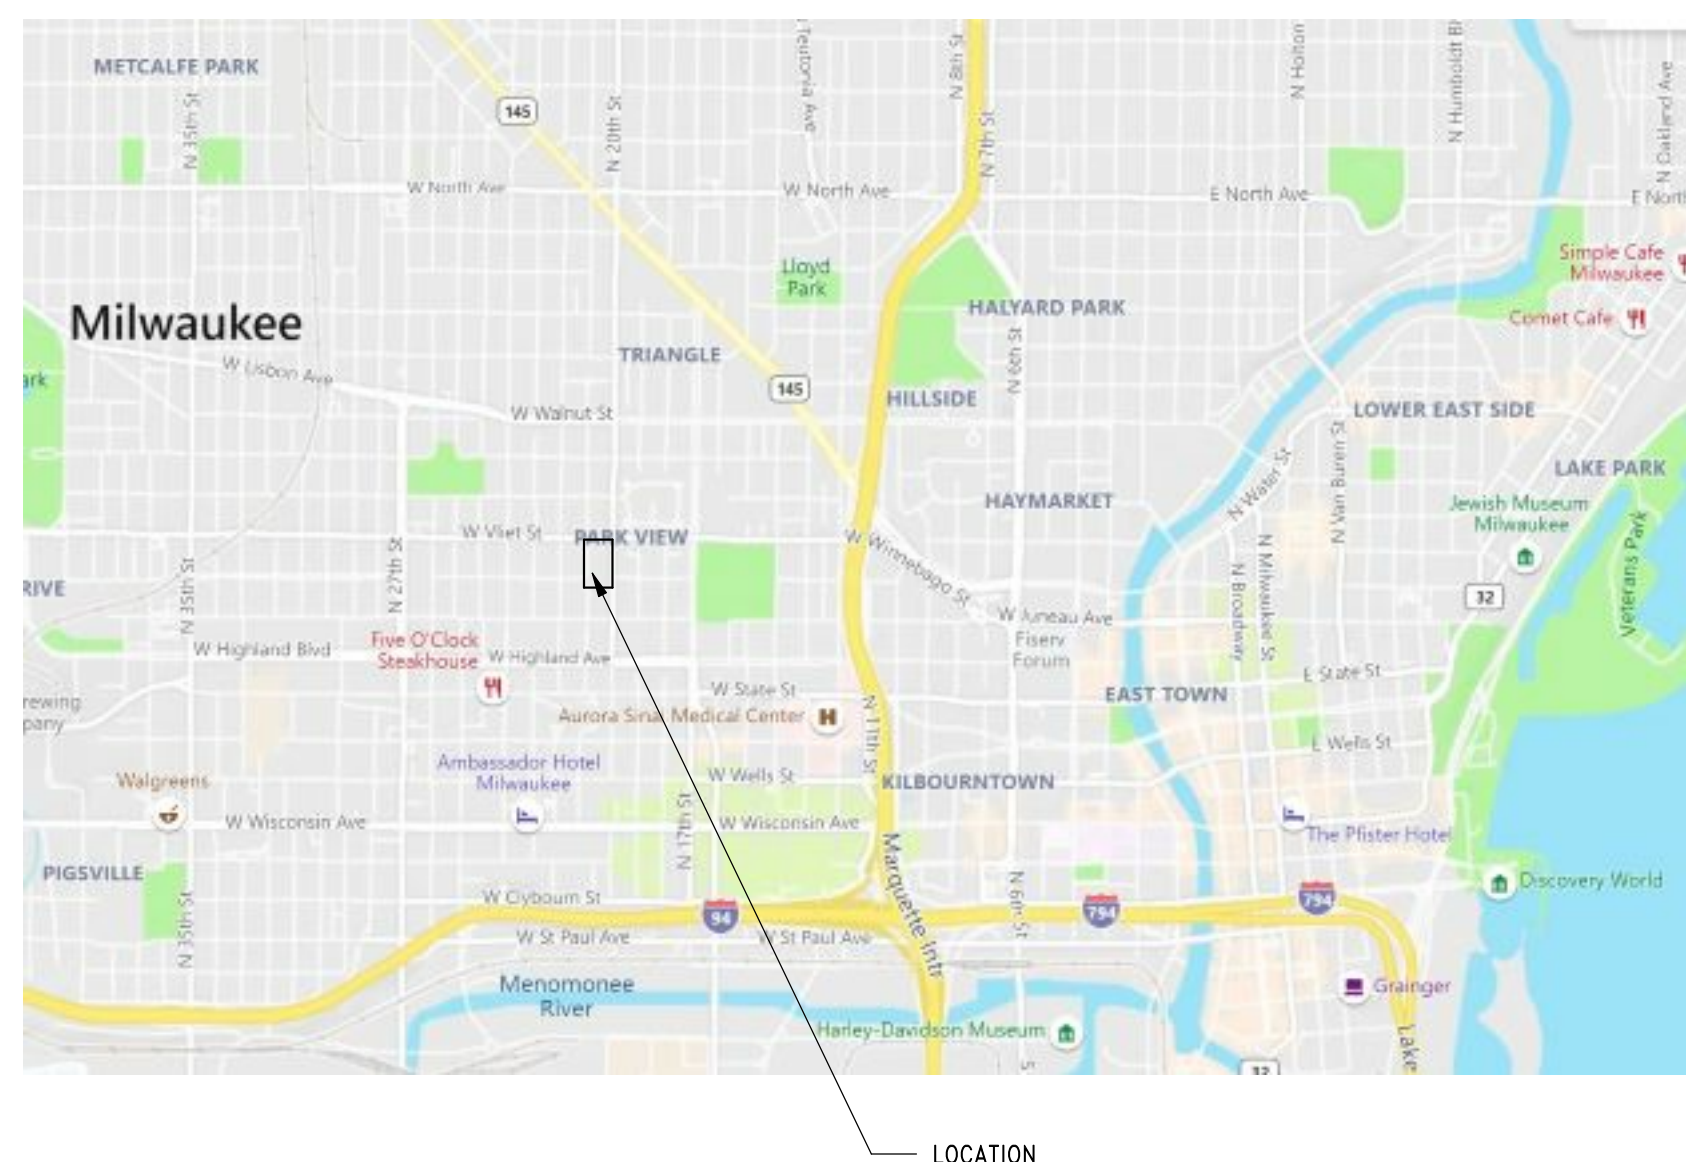 METCALFE PARK
N 35th St
145
N 20th St
Teutonia Ave
N 8th St
N 7th St
N Holton
N Humboldt Bl
N Oakland Ave
W North Ave
W North Ave
E North Ave
E North
Simple Cafe
Milwaukee
Lloyd
Park
HALYARD PARK
Comet Cafe
Milwaukee
TRIANGLE
N 6th St
W Lisbon Ave
ark
145
HILLSIDE
LOWER EAST SIDE
W Walnut St
N Van Buren St
LAKE PARK
N Water St
HAYMARKET
Jewish Museum
Milwaukee
W Vliet St
PARK VIEW
W Winnebago St
Veterans Park
N 35th St
N 27th St
N Broadway
N Milwaukee St
RIVE
32
W Juneau Ave
Fiserv
Forum
Five O'Clock
Steakhouse
W Highland Blvd
W Highland Ave
E State St
W State St
EAST TOWN
rewing
pany
Aurora Sinai Medical Center
H
N 11th St
E Wells St
Ambassador Hotel
Milwaukee
Walgreens
W Wells St
KILBOURNTOWN
W Wisconsin Ave
N 17th St
W Wisconsin Ave
The Pfister Hotel
PIGSVILLE
Marquette Intr
Discovery World
N 35th St
W Clybourn St
94
N 6th St
794
794
W St Paul Ave
W St Paul Ave
Menomonee
River
Grainger
Harley-Davidson Museum
Lake
S
32
LOCATION